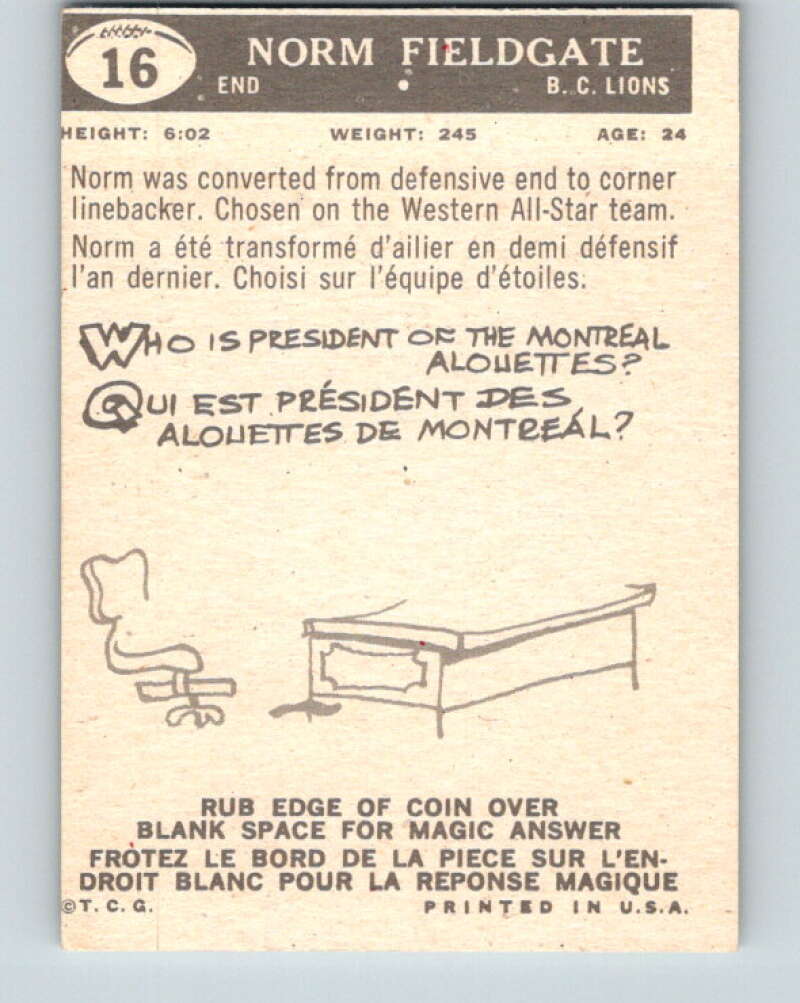 16
NORM FIELDGATE
END • B. C. LIONS
HEIGHT: 6:02 WEIGHT: 245 AGE: 24
Norm was converted from defensive end to corner
linebacker. Chosen on the Western All-Star team.
Norm a été transformé d'ailier en demi défensif
l'an dernier. Choisi sur l'équipe d'étoiles.
WHO IS PRESIDENT OF THE MONTREAL
ALOUETTES?
QUI EST PRÉSIDENT DES
ALOUETTES DE MONTREÁL?
RUB EDGE OF COIN OVER
BLANK SPACE FOR MAGIC ANSWER
FROTEZ LE BORD DE LA PIECE SUR L'EN-
DROIT BLANC POUR LA REPONSE MAGIQUE
©T. C. G. PRINTED IN U.S.A.